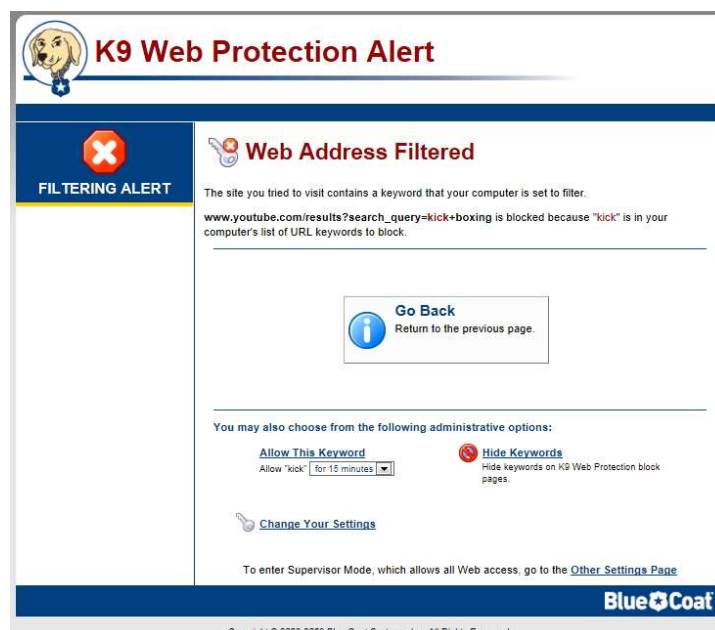 K9 Web Protection Alert
FILTERING ALERT
Web Address Filtered
The site you tried to visit contains a keyword that your computer is set to filter.
www.youtube.com/results?search_query=kick+boxing is blocked because "kick" is in your
computer's list of URL keywords to block.
Go Back
Return to the previous page.
You may also choose from the following administrative options:
Allow This Keyword
Allow "kick" for 15 minutes
Hide Keywords
Hide keywords on K9 Web Protection block
pages.
Change Your Settings
To enter Supervisor Mode, which allows all Web access, go to the Other Settings Page
Blue Coat